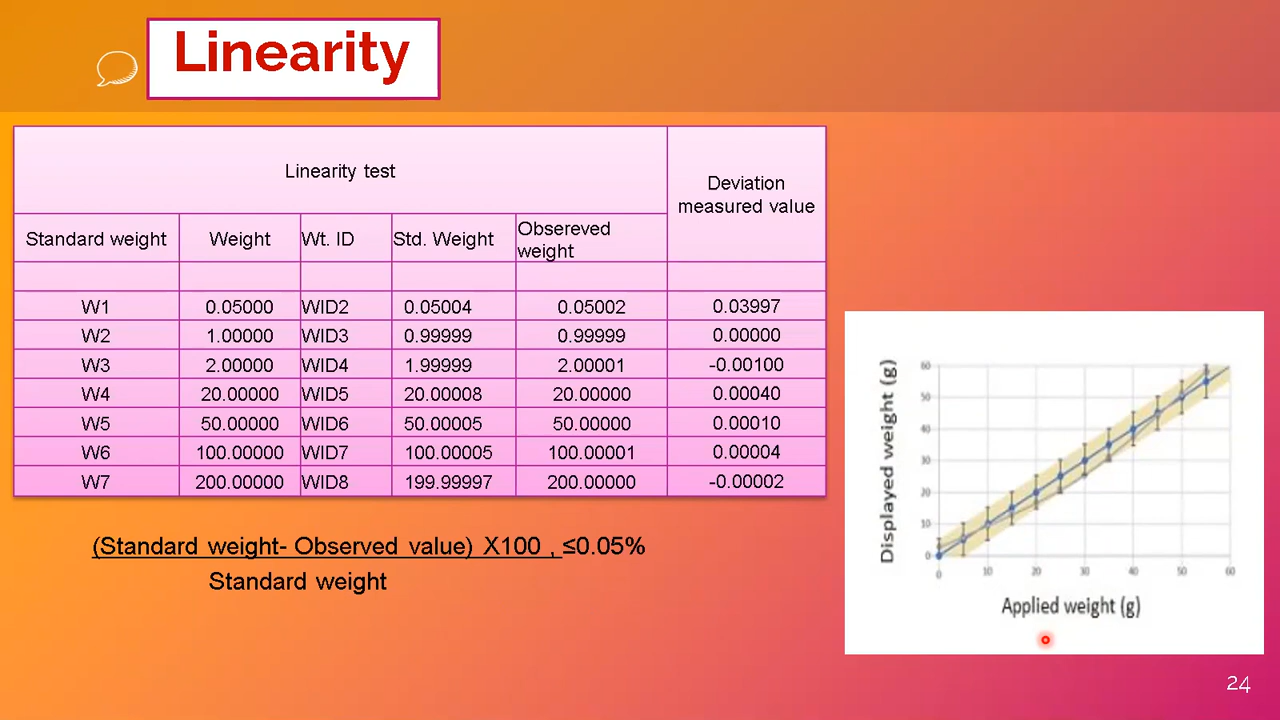 Linearity
Linearity test
Deviation
measured value
Standard weight Weight Wt. ID Std. Weight Obsereved
weight
W1 0.05000 WID2 0.05004 0.05002 0.03997
W2 1.00000 WID3 0.99999 0.99999 0.00000
W3 2.00000 WID4 1.99999 2.00001 -0.00100
W4 20.00000 WID5 20.00008 20.00000 0.00040
W5 50.00000 WID6 50.00005 50.00000 0.00010
W6 100.00000 WID7 100.00005 100.00001 0.00004
W7 200.00000 WID8 199.99997 200.00000 -0.00002
(Standard weight- Observed value) X100 , ≤0.05%
Standard weight
Displayed weight (g)
60
50
40
30
20
10
0
0 10 20 30 40 50 60
Applied weight (g)
24